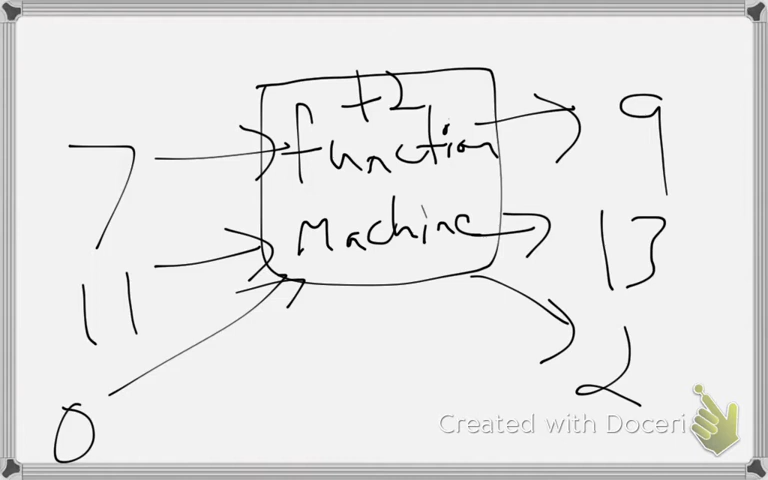 +2
7 function 9
Machine
11 13
0 2
Created with Doceri